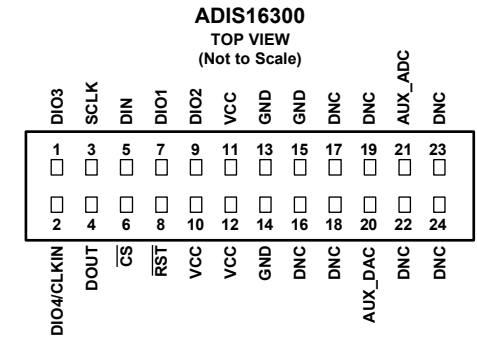 ADIS16300
TOP VIEW
(Not to Scale)
DIO3 SCLK DIN DIO1 DIO2 VCC GND GND DNC DNC AUX_ADC DNC
1 3 5 7 9 11 13 15 17 19 21 23
2 4 6 8 10 12 14 16 18 20 22 24
DIO4/CLKIN DOUT CS RST VCC VCC GND DNC DNC AUX_DAC DNC DNC